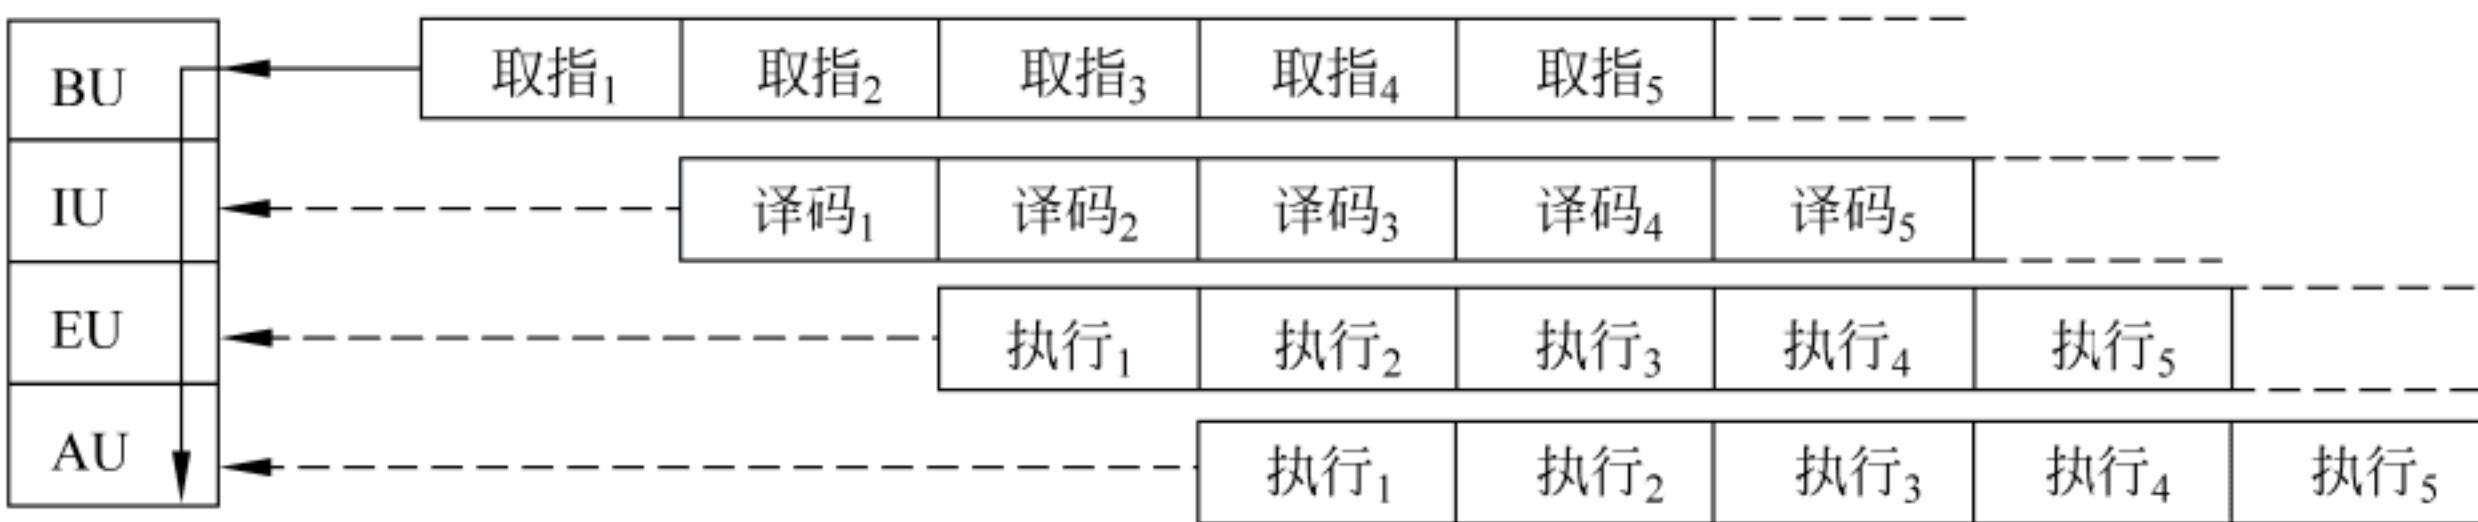 BU 取指₁ 取指₂ 取指₃ 取指₄ 取指₅
IU 译码₁ 译码₂ 译码₃ 译码₄ 译码₅
EU 执行₁ 执行₂ 执行₃ 执行₄ 执行₅
AU 执行₁ 执行₂ 执行₃ 执行₄ 执行₅